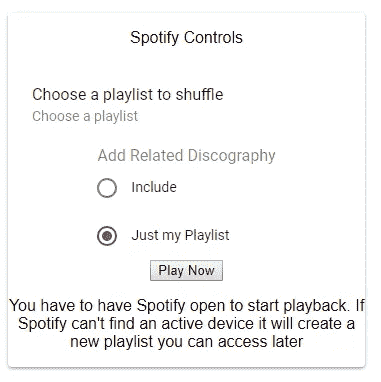 Spotify Controls
Choose a playlist to shuffle
Choose a playlist
Add Related Discography
Include
Just my Playlist
Play Now
You have to have Spotify open to start playback. If
Spotify can't find an active device it will create a
new playlist you can access later